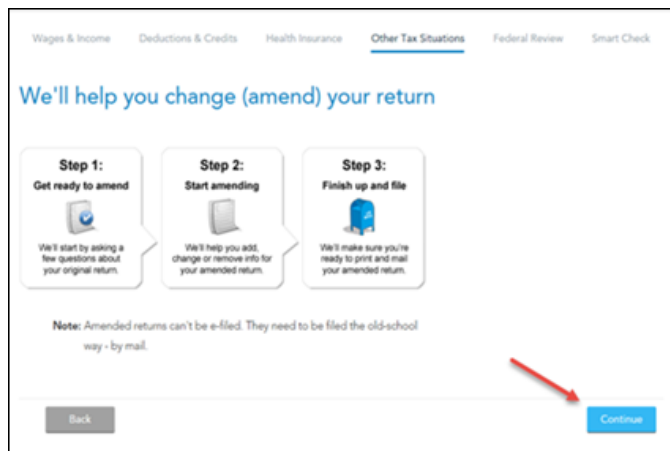 Wages & Income Deductions & Credits Health Insurance Other Tax Situations Federal Review Smart Check
We'll help you change (amend) your return
Step 1:
Get ready to amend
We'll start by asking a
few questions about
your original return.
Step 2:
Start amending
We'll help you add,
change or remove info for
your amended return.
Step 3:
Finish up and file
We'll make sure you're
ready to print and mail
your amended return.
Note: Amended returns can't be e-filed. They need to be filed the old-school
way - by mail.
Back Continue